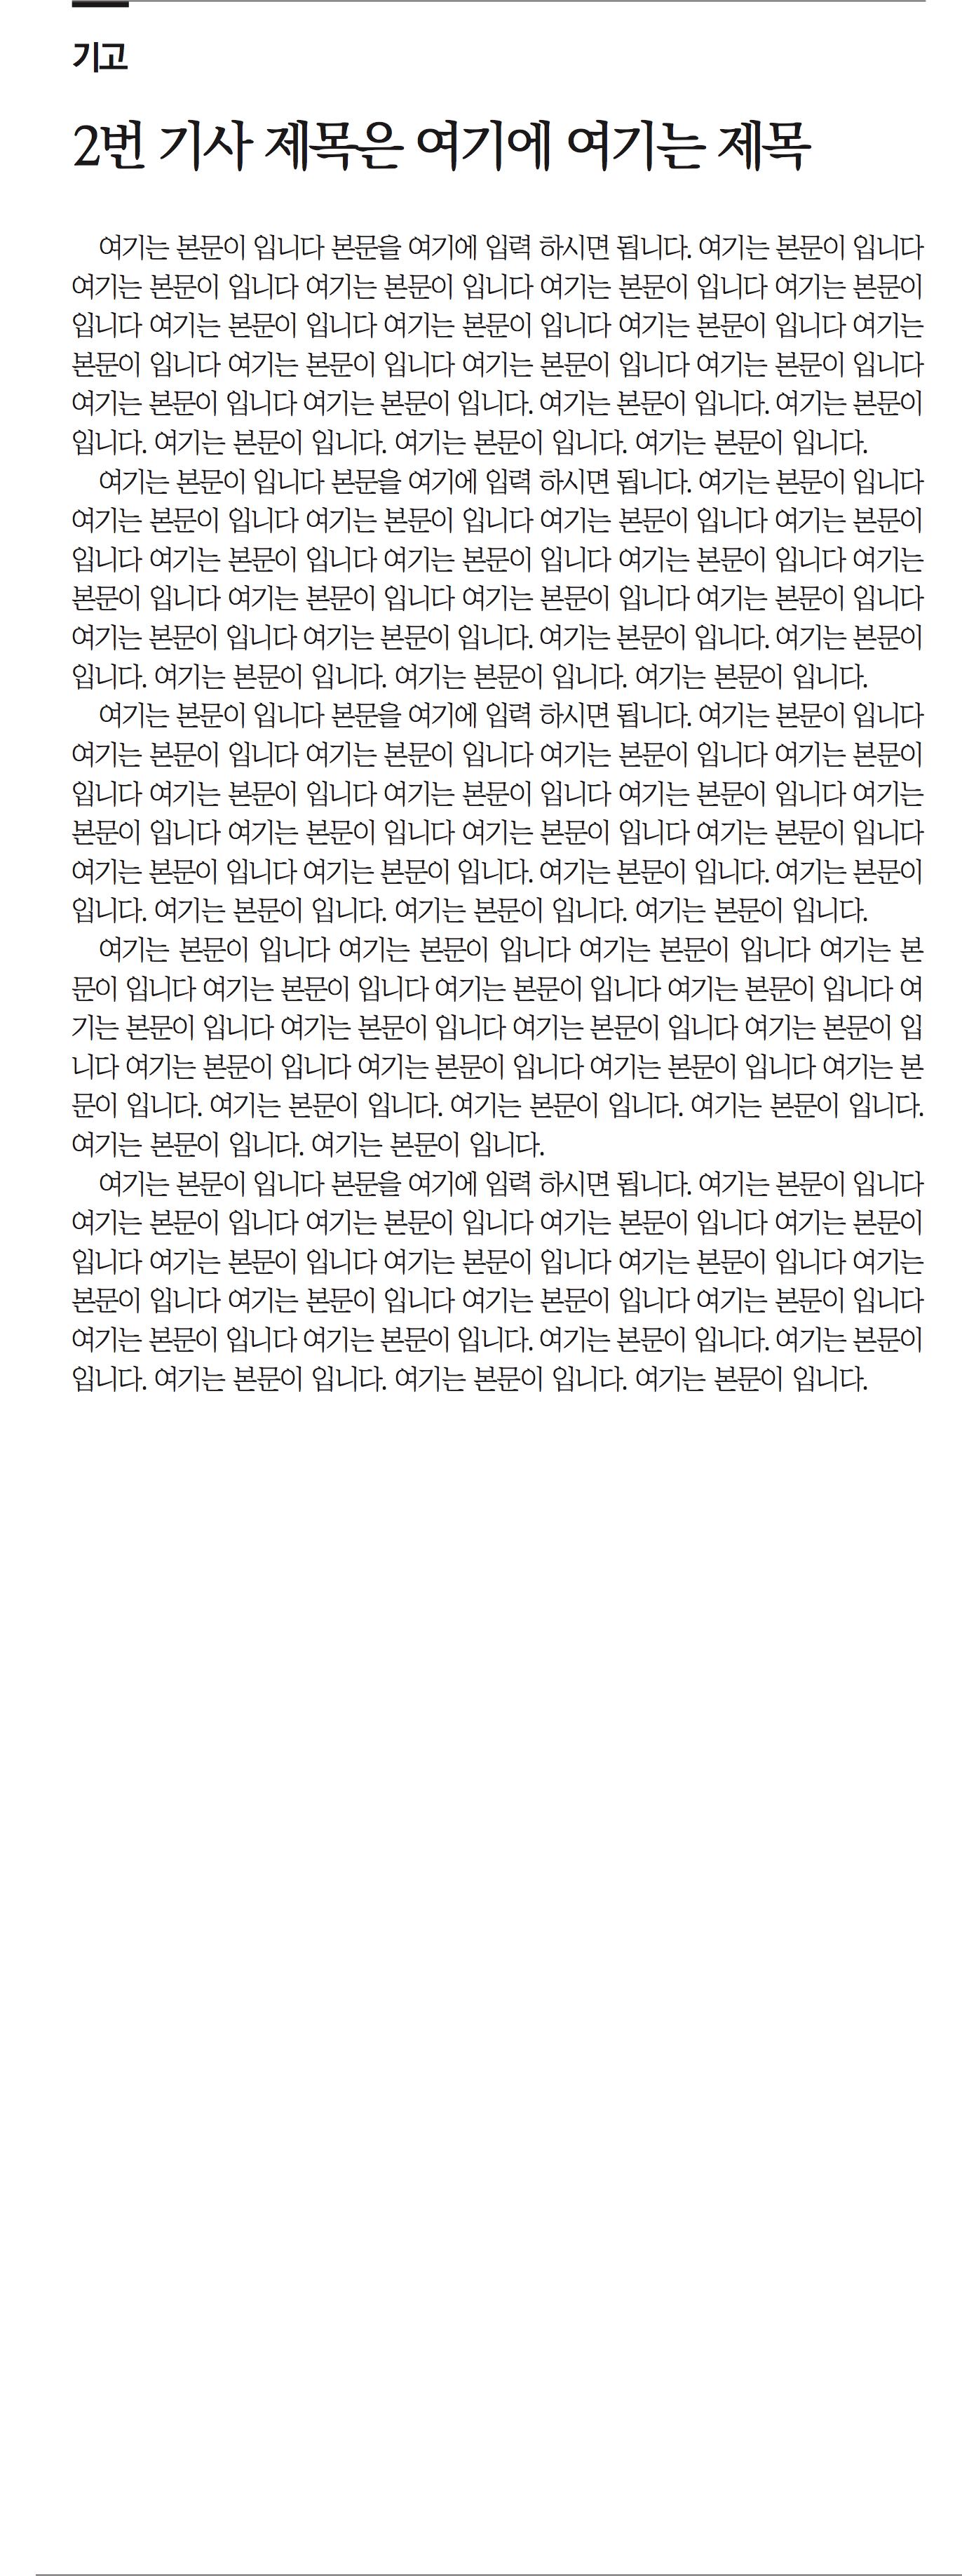 기고
2번 기사 제목은 여기에 여기는 제목
여기는 본문이 입니다 본문을 여기에 입력 하시면 됩니다. 여기는 본문이 입니다
여기는 본문이 입니다 여기는 본문이 입니다 여기는 본문이 입니다 여기는 본문이
입니다 여기는 본문이 입니다 여기는 본문이 입니다 여기는 본문이 입니다 여기는
본문이 입니다 여기는 본문이 입니다 여기는 본문이 입니다 여기는 본문이 입니다
여기는 본문이 입니다 여기는 본문이 입니다. 여기는 본문이 입니다. 여기는 본문이
입니다. 여기는 본문이 입니다. 여기는 본문이 입니다. 여기는 본문이 입니다.
여기는 본문이 입니다 본문을 여기에 입력 하시면 됩니다. 여기는 본문이 입니다
여기는 본문이 입니다 여기는 본문이 입니다 여기는 본문이 입니다 여기는 본문이
입니다 여기는 본문이 입니다 여기는 본문이 입니다 여기는 본문이 입니다 여기는
본문이 입니다 여기는 본문이 입니다 여기는 본문이 입니다 여기는 본문이 입니다
여기는 본문이 입니다 여기는 본문이 입니다. 여기는 본문이 입니다. 여기는 본문이
입니다. 여기는 본문이 입니다. 여기는 본문이 입니다. 여기는 본문이 입니다.
여기는 본문이 입니다 본문을 여기에 입력 하시면 됩니다. 여기는 본문이 입니다
여기는 본문이 입니다 여기는 본문이 입니다 여기는 본문이 입니다 여기는 본문이
입니다 여기는 본문이 입니다 여기는 본문이 입니다 여기는 본문이 입니다 여기는
본문이 입니다 여기는 본문이 입니다 여기는 본문이 입니다 여기는 본문이 입니다
여기는 본문이 입니다 여기는 본문이 입니다. 여기는 본문이 입니다. 여기는 본문이
입니다. 여기는 본문이 입니다. 여기는 본문이 입니다. 여기는 본문이 입니다.
여기는 본문이 입니다 여기는 본문이 입니다 여기는 본문이 입니다 여기는 본
문이 입니다 여기는 본문이 입니다 여기는 본문이 입니다 여기는 본문이 입니다 여
기는 본문이 입니다 여기는 본문이 입니다 여기는 본문이 입니다 여기는 본문이 입
니다 여기는 본문이 입니다 여기는 본문이 입니다 여기는 본문이 입니다 여기는 본
문이 입니다. 여기는 본문이 입니다. 여기는 본문이 입니다. 여기는 본문이 입니다.
여기는 본문이 입니다. 여기는 본문이 입니다.
여기는 본문이 입니다 본문을 여기에 입력 하시면 됩니다. 여기는 본문이 입니다
여기는 본문이 입니다 여기는 본문이 입니다 여기는 본문이 입니다 여기는 본문이
입니다 여기는 본문이 입니다 여기는 본문이 입니다 여기는 본문이 입니다 여기는
본문이 입니다 여기는 본문이 입니다 여기는 본문이 입니다 여기는 본문이 입니다
여기는 본문이 입니다 여기는 본문이 입니다. 여기는 본문이 입니다. 여기는 본문이
입니다. 여기는 본문이 입니다. 여기는 본문이 입니다. 여기는 본문이 입니다.